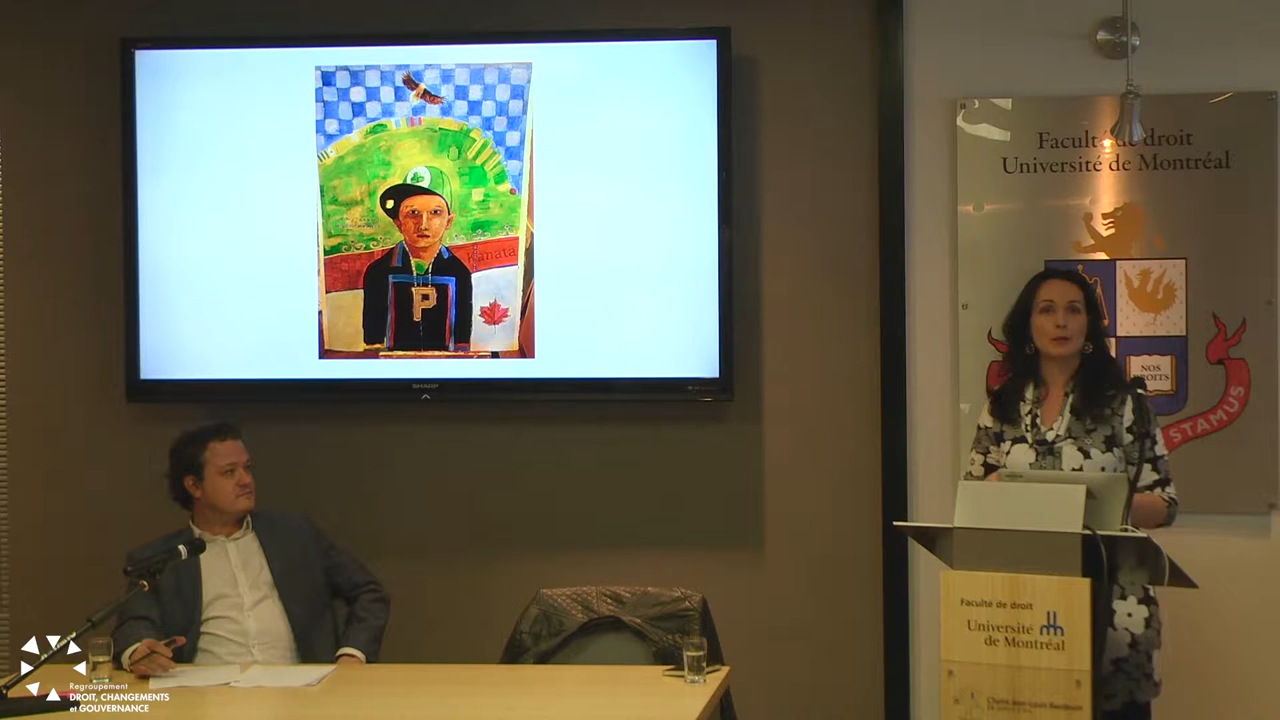 Kanata
P
SHARP
Faculté de droit
Université de Montréal
NOS
DROITS
STAMUS
Faculté de droit
Université
de Montréal
Regroupement
DROIT, CHANGEMENTS
et GOUVERNANCE